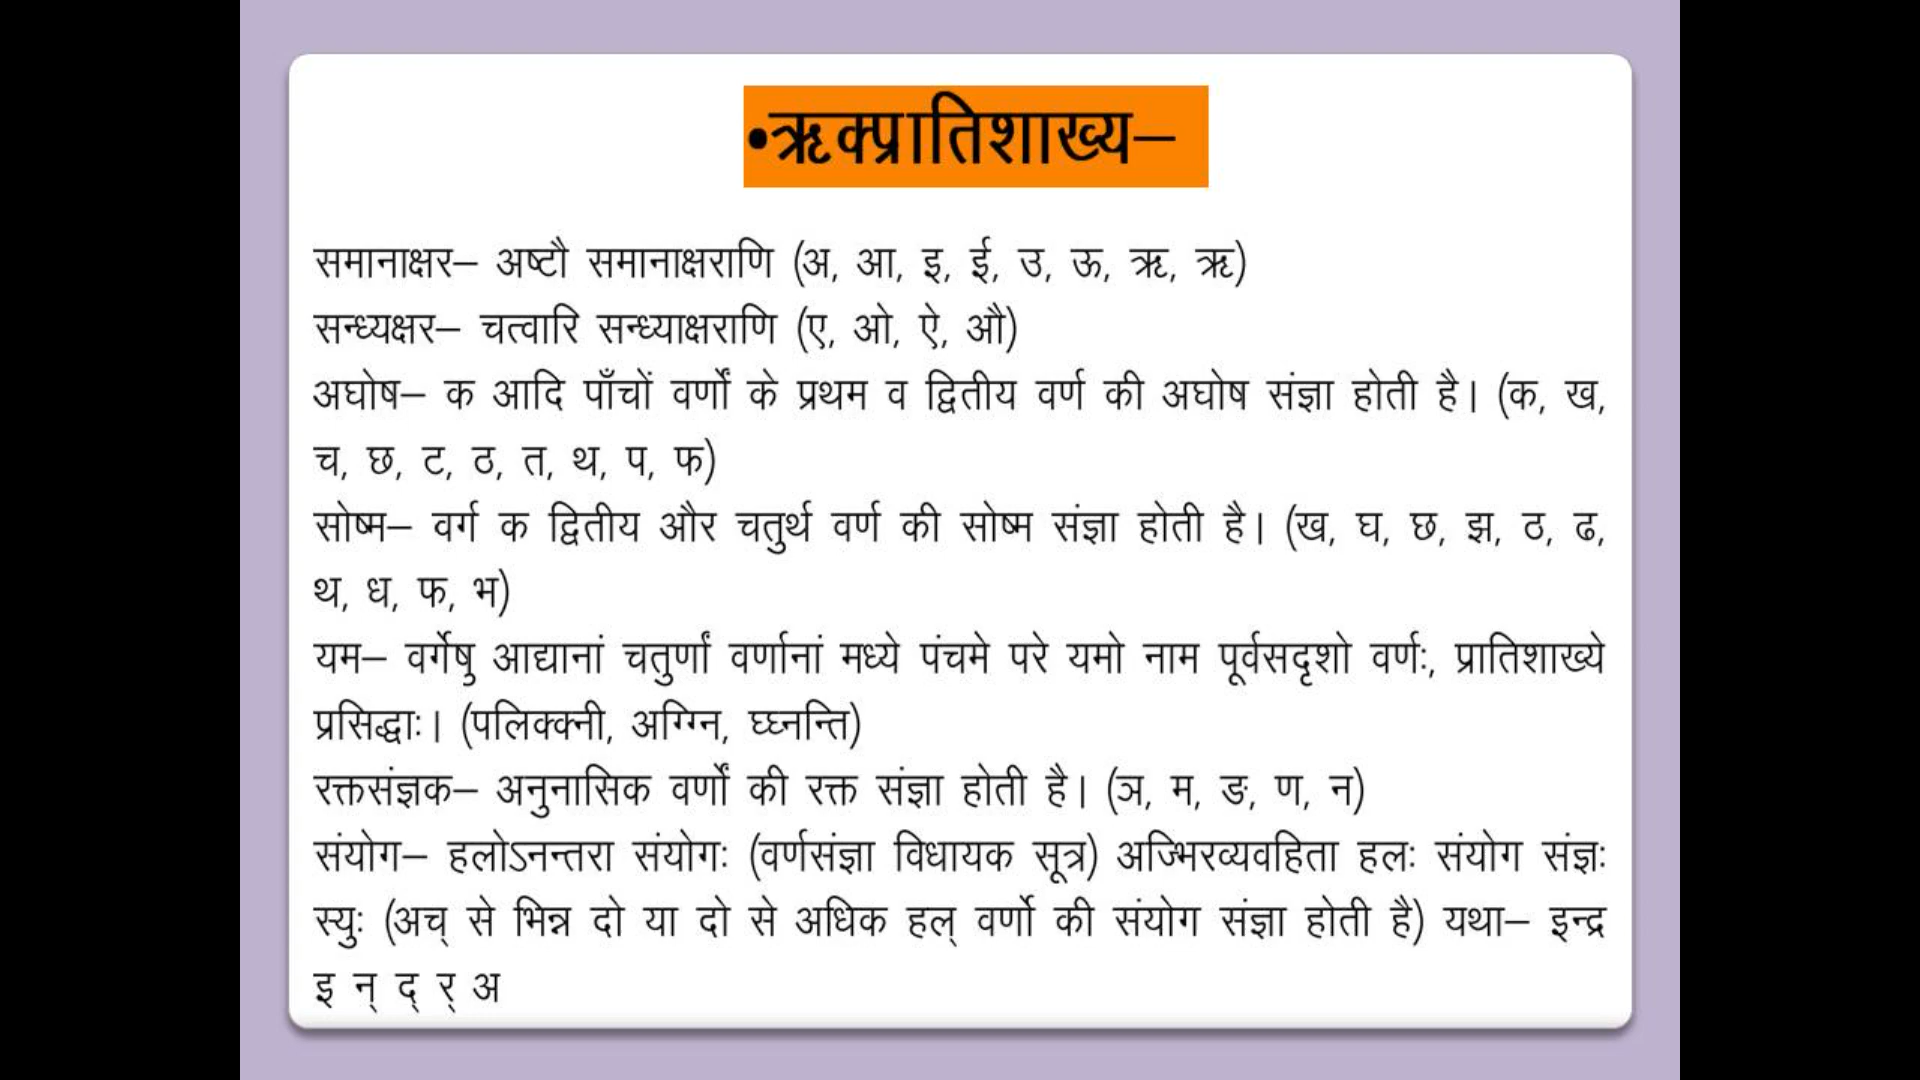 •ऋक्प्रातिशाख्य–
समानाक्षर– अष्टौ समानाक्षराणि (अ, आ, इ, ई, उ, ऊ, ऋ, ऋ)
सन्ध्यक्षर– चत्वारि सन्ध्याक्षराणि (ए, ओ, ऐ, औ)
अघोष– क आदि पाँचों वर्णों के प्रथम व द्वितीय वर्ण की अघोष संज्ञा होती है। (क, ख,
च, छ, ट, ठ, त, थ, प, फ)
सोष्म– वर्ग क द्वितीय और चतुर्थ वर्ण की सोष्म संज्ञा होती है। (ख, घ, छ, झ, ठ, ढ,
थ, ध, फ, भ)
यम– वर्गेषु आद्यानां चतुर्णां वर्णानां मध्ये पंचमे परे यमो नाम पूर्वसदृशो वर्णः, प्रातिशाख्ये
प्रसिद्धाः। (पलिक्क्नी, अग्ग्नि, घ्घ्नन्ति)
रक्तसंज्ञक– अनुनासिक वर्णों की रक्त संज्ञा होती है। (ञ, म, ङ, ण, न)
संयोग– हलोऽनन्तरा संयोगः (वर्णसंज्ञा विधायक सूत्र) अज्भिरव्यवहिता हलः संयोग संज्ञः
स्युः (अच् से भिन्न दो या दो से अधिक हल् वर्णो की संयोग संज्ञा होती है) यथा– इन्द्र
इ न् द् र् अ